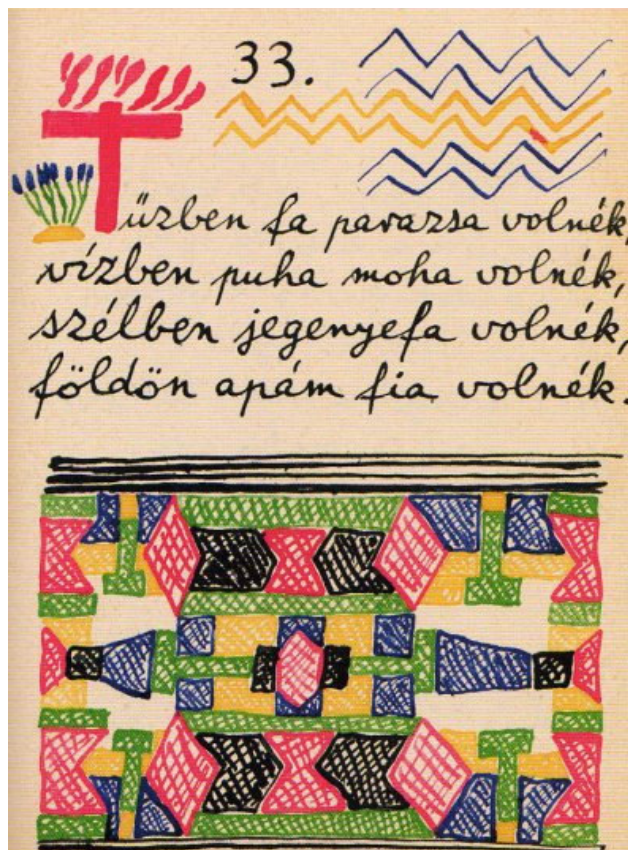 33.
Tűzben fa parazsa volnék,
vízben puha moha volnék,
szélben jegenyefa volnék,
földön apám fia volnék.